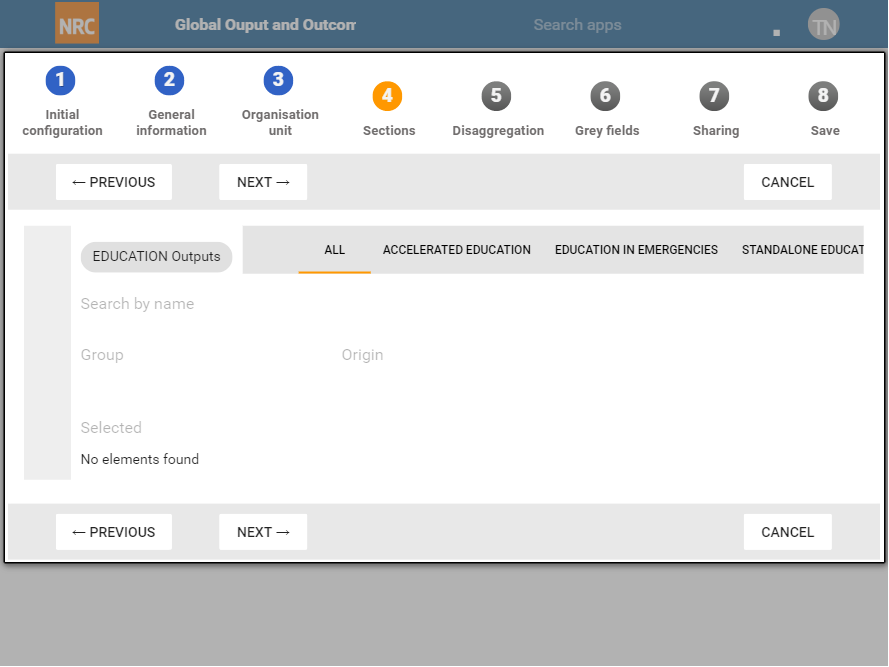 NRC
Global Ouput and Outcom
Search apps
TN
1
2
3
4
5
6
7
8
Initial
configuration
General
information
Organisation
unit
Sections
Disaggregation
Grey fields
Sharing
Save
← PREVIOUS
NEXT →
CANCEL
EDUCATION Outputs
ALL
ACCELERATED EDUCATION
EDUCATION IN EMERGENCIES
STANDALONE EDUCAT
Search by name
Group
Origin
Selected
No elements found
← PREVIOUS
NEXT →
CANCEL